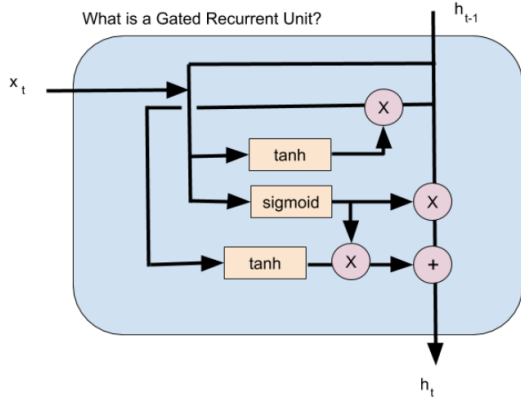 What is a Gated Recurrent Unit?
h t-1
x t
X
tanh
sigmoid
X
tanh
X
+
h t